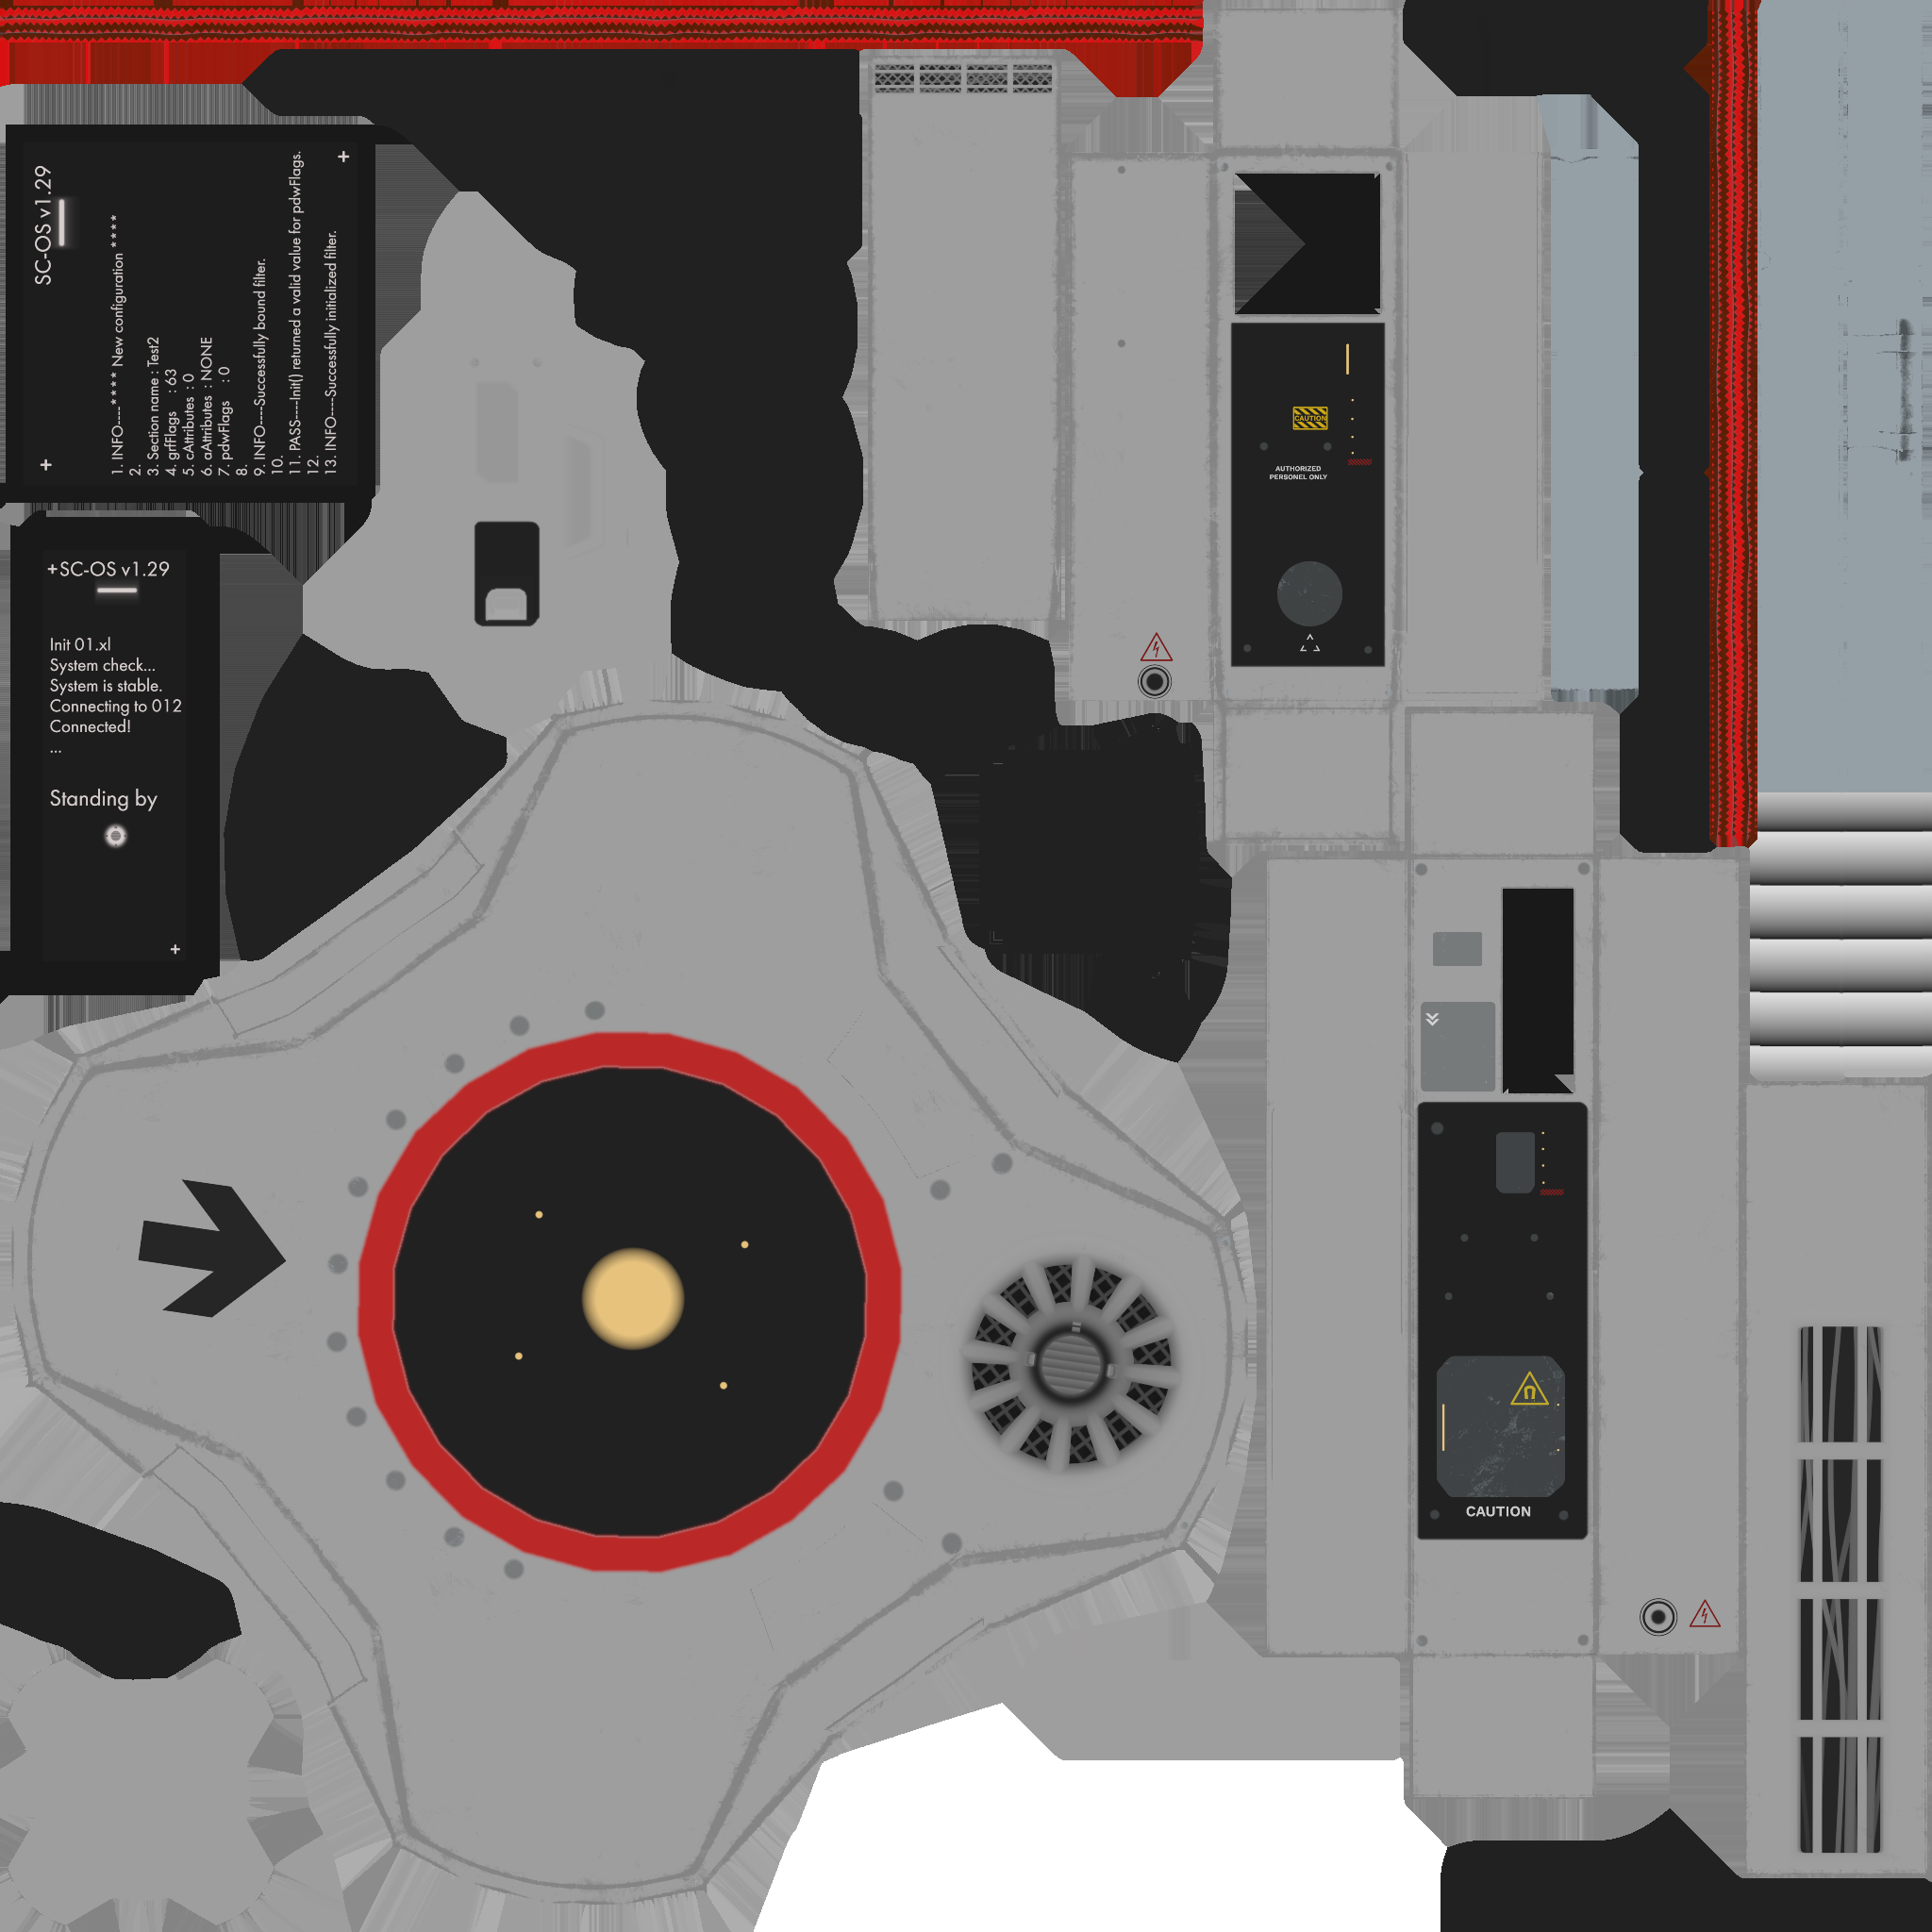 SC-OS v1.29
1. INFO----**** New configuration ****
2.
3. Section name : Test2
4. grfFlags : 63
5. cAttributes : 0
6. aAttributes : NONE
7. pdwFlags : 0
8.
9. INFO----Successfully bound filter.
10.
11. PASS----Init() returned a valid value for pdwFlags.
12.
13. INFO----Successfully initialized filter.
+SC-OS v1.29
Init 01.xl
System check...
System is stable.
Connecting to 012
Connected!
...
Standing by
CAUTION
AUTHORIZED
PERSONEL ONLY
CAUTION